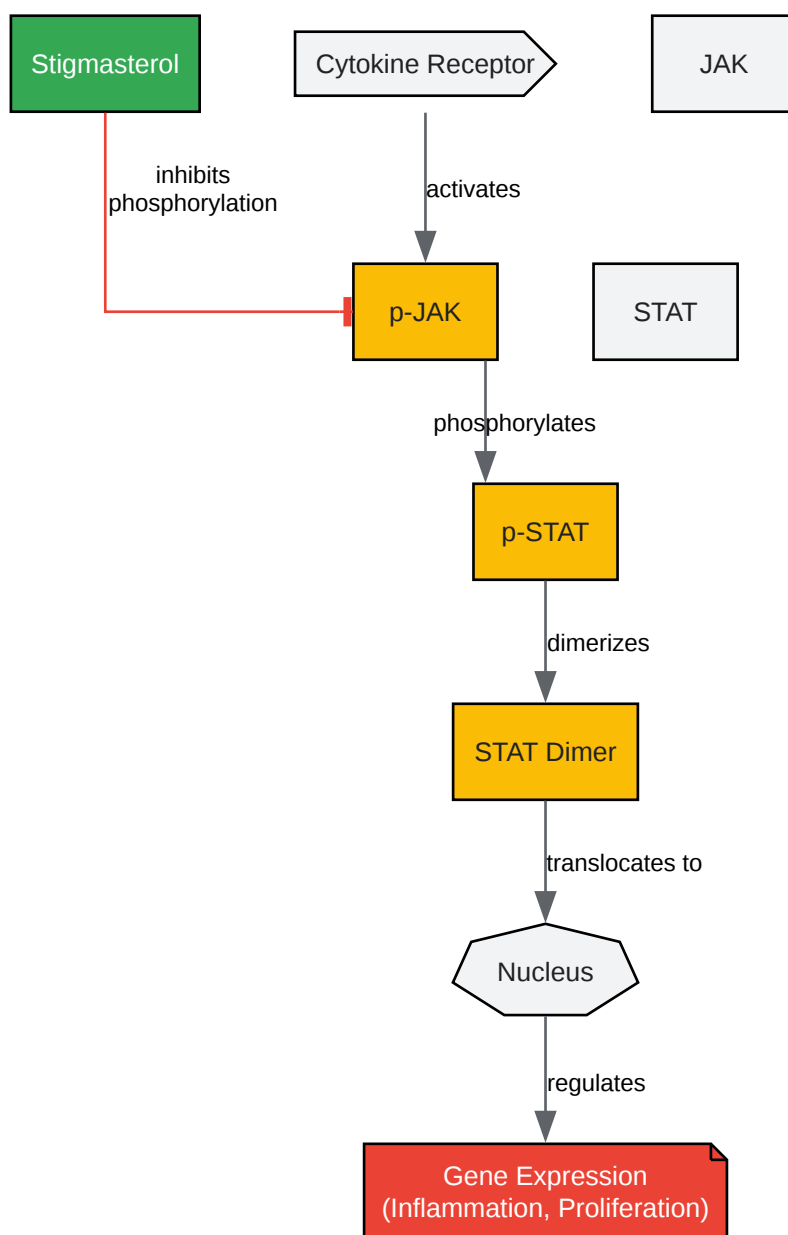 Stigmasterol
Cytokine Receptor
JAK
inhibits
phosphorylation
activates
p-JAK
STAT
phosphorylates
p-STAT
dimerizes
STAT Dimer
translocates to
Nucleus
regulates
Gene Expression
(Inflammation, Proliferation)